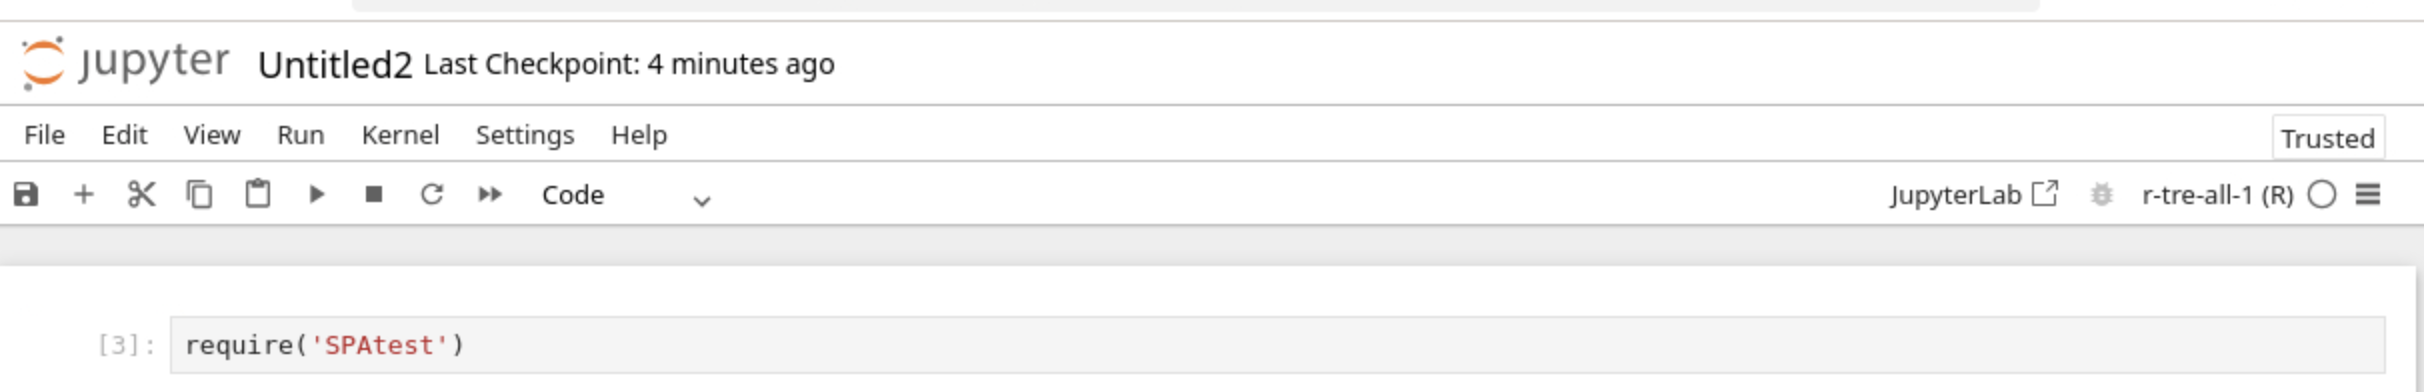 jupyter Untitled2 Last Checkpoint: 4 minutes ago
File Edit View Run Kernel Settings Help Trusted
Code JupyterLab r-tre-all-1 (R)
[3]: require('SPAtest')